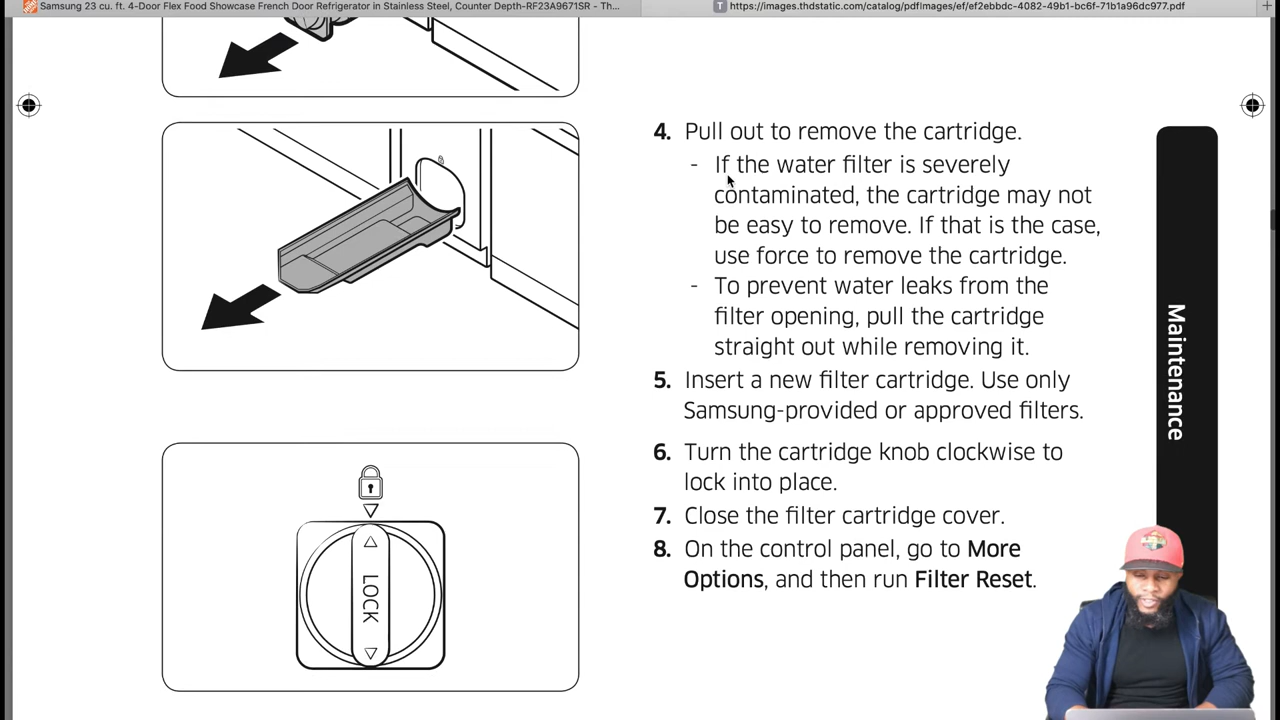 Samsung 23 cu. ft. 4-Door Flex Food Showcase French Door Refrigerator in Stainless Steel, Counter Depth-RF23A9671SR - Th...
T https://images.thdstatic.com/catalog/pdfImages/ef/ef2ebbdc-4082-49b1-bc6f-71b1a96dc977.pdf
4. Pull out to remove the cartridge.
- If the water filter is severely
contaminated, the cartridge may not
be easy to remove. If that is the case,
use force to remove the cartridge.
- To prevent water leaks from the
filter opening, pull the cartridge
straight out while removing it.
5. Insert a new filter cartridge. Use only
Samsung-provided or approved filters.
6. Turn the cartridge knob clockwise to
lock into place.
7. Close the filter cartridge cover.
8. On the control panel, go to More
Options, and then run Filter Reset.
LOCK
Maintenance